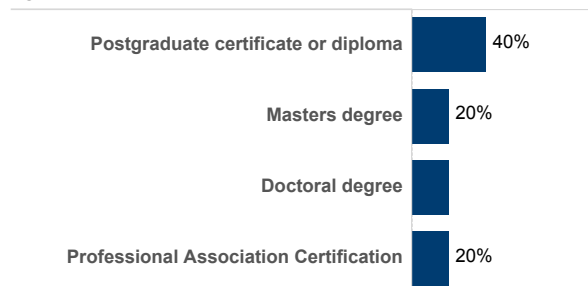 Postgraduate certificate or diploma 40%
Masters degree 20%
Doctoral degree
Professional Association Certification 20%